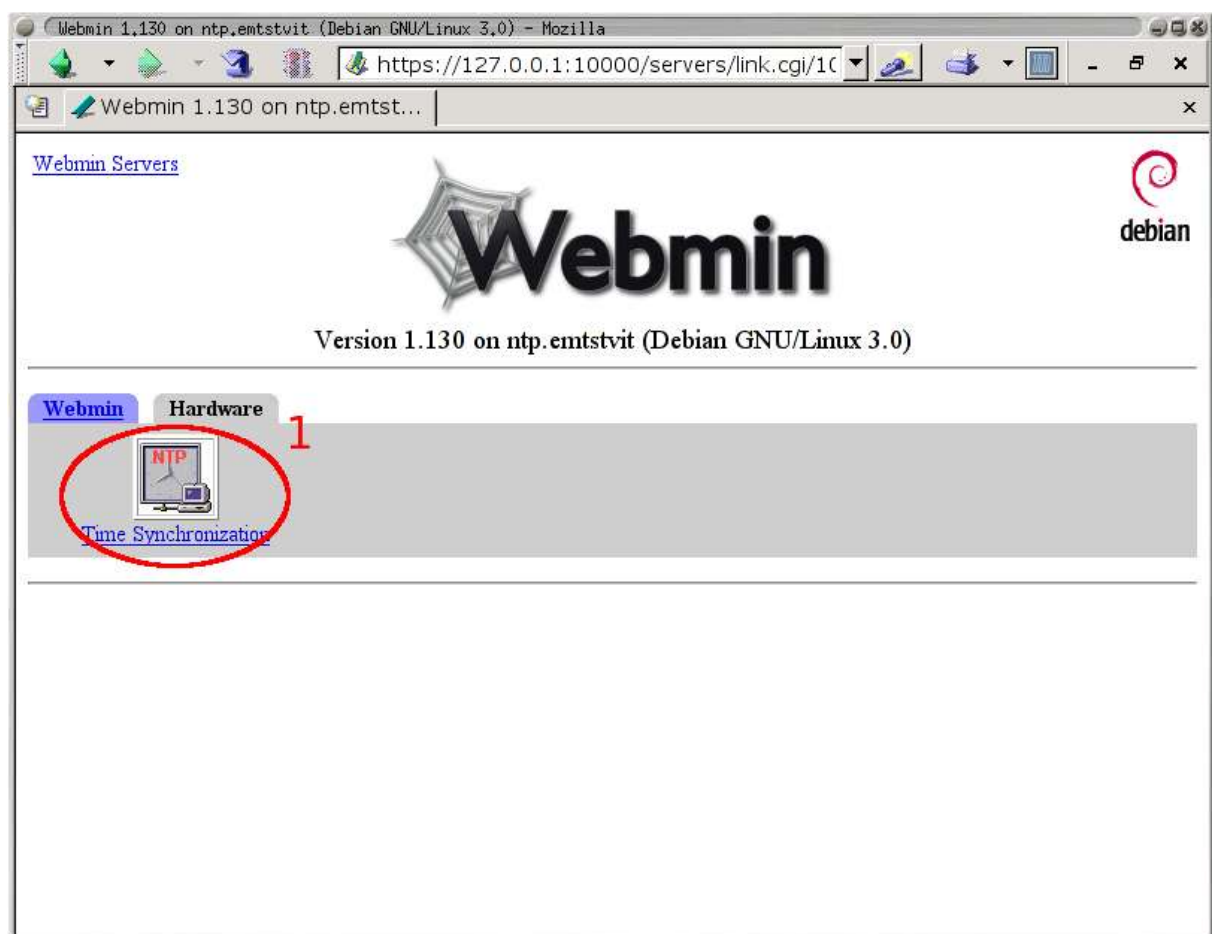 Webmin 1.130 on ntp.emtstvit (Debian GNU/Linux 3.0) - Mozilla
https://127.0.0.1:10000/servers/link.cgi/1(
Webmin 1.130 on ntp.emtst...
Webmin Servers
Webmin
debian
Version 1.130 on ntp.emtstvit (Debian GNU/Linux 3.0)
Webmin Hardware
1
NTP
Time Synchronization